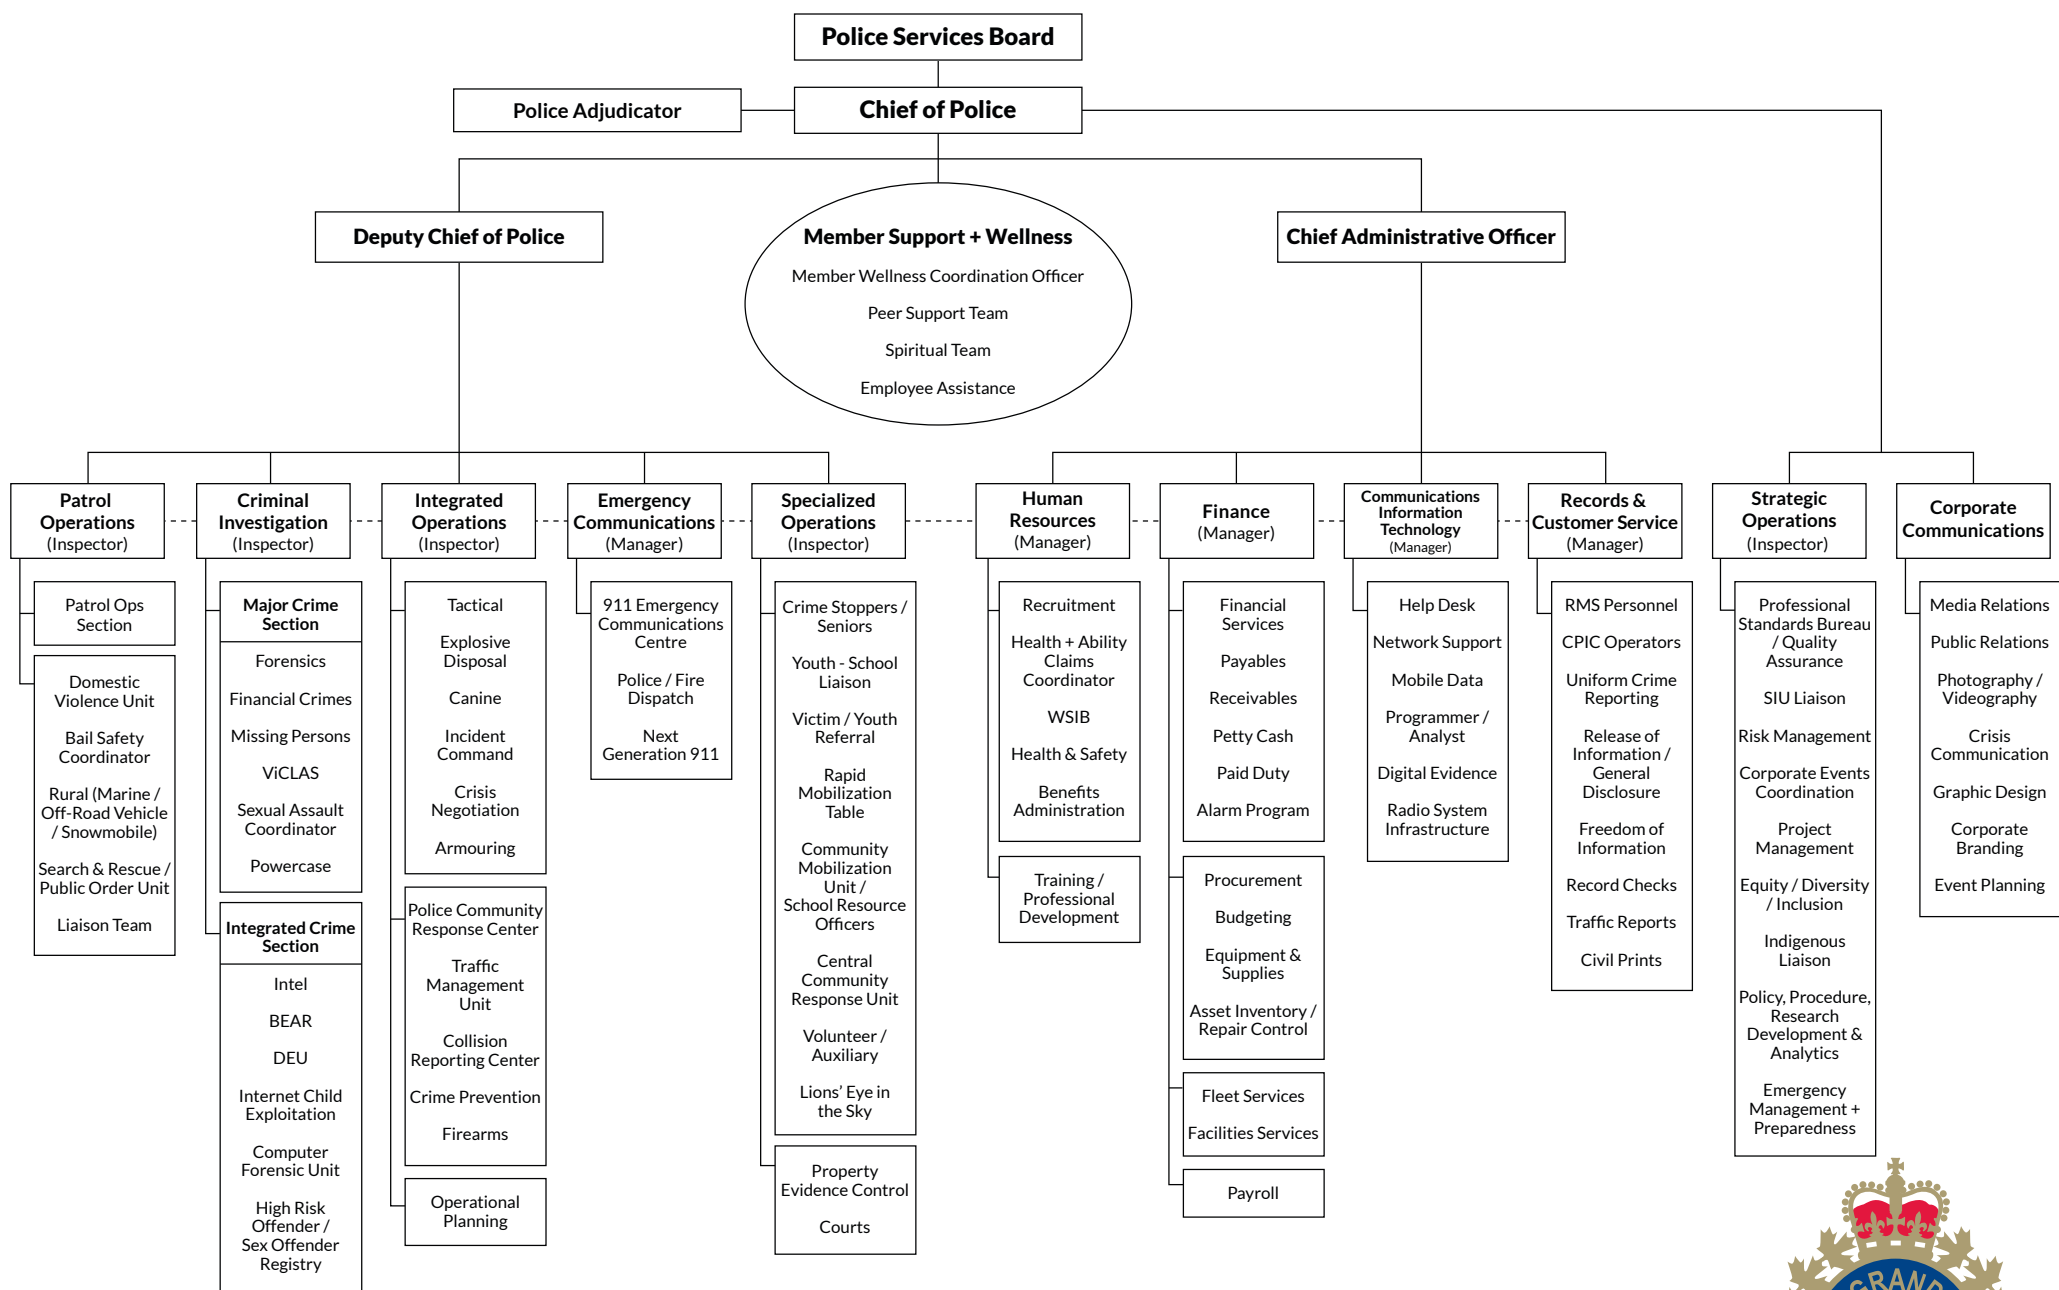 Police Services Board
Police Adjudicator
Chief of Police
Deputy Chief of Police
Member Support + Wellness
Member Wellness Coordination Officer
Peer Support Team
Spiritual Team
Employee Assistance
Chief Administrative Officer
Patrol
Operations
(Inspector)
Patrol Ops
Section
Domestic
Violence Unit
Bail Safety
Coordinator
Rural (Marine /
Off-Road Vehicle
/ Snowmobile)
Search & Rescue /
Public Order Unit
Liaison Team
Criminal
Investigation
(Inspector)
Major Crime
Section
Forensics
Financial Crimes
Missing Persons
ViCLAS
Sexual Assault
Coordinator
Powercase
Integrated Crime
Section
Intel
BEAR
DEU
Internet Child
Exploitation
Computer
Forensic Unit
High Risk
Offender /
Sex Offender
Registry
Integrated
Operations
(Inspector)
Tactical
Explosive
Disposal
Canine
Incident
Command
Crisis
Negotiation
Armouring
Police Community
Response Center
Traffic
Management
Unit
Collision
Reporting Center
Crime Prevention
Firearms
Operational
Planning
Emergency
Communications
(Manager)
911 Emergency
Communications
Centre
Police / Fire
Dispatch
Next
Generation 911
Specialized
Operations
(Inspector)
Crime Stoppers /
Seniors
Youth - School
Liaison
Victim / Youth
Referral
Rapid
Mobilization
Table
Community
Mobilization
Unit /
School Resource
Officers
Central
Community
Response Unit
Volunteer /
Auxiliary
Lions' Eye in
the Sky
Property
Evidence Control
Courts
Human
Resources
(Manager)
Recruitment
Health + Ability
Claims
Coordinator
WSIB
Health & Safety
Benefits
Administration
Training /
Professional
Development
Finance
(Manager)
Financial
Services
Payables
Receivables
Petty Cash
Paid Duty
Alarm Program
Procurement
Budgeting
Equipment &
Supplies
Asset Inventory /
Repair Control
Fleet Services
Facilities Services
Payroll
Communications
Information
Technology
(Manager)
Help Desk
Network Support
Mobile Data
Programmer /
Analyst
Digital Evidence
Radio System
Infrastructure
Records &
Customer Service
(Manager)
RMS Personnel
CPIC Operators
Uniform Crime
Reporting
Release of
Information /
General
Disclosure
Freedom of
Information
Record Checks
Traffic Reports
Civil Prints
Strategic
Operations
(Inspector)
Professional
Standards Bureau
/ Quality
Assurance
SIU Liaison
Risk Management
Corporate Events
Coordination
Project
Management
Equity / Diversity
/ Inclusion
Indigenous
Liaison
Policy, Procedure,
Research
Development &
Analytics
Emergency
Management +
Preparedness
Corporate
Communications
Media Relations
Public Relations
Photography /
Videography
Crisis
Communication
Graphic Design
Corporate
Branding
Event Planning
GRAND